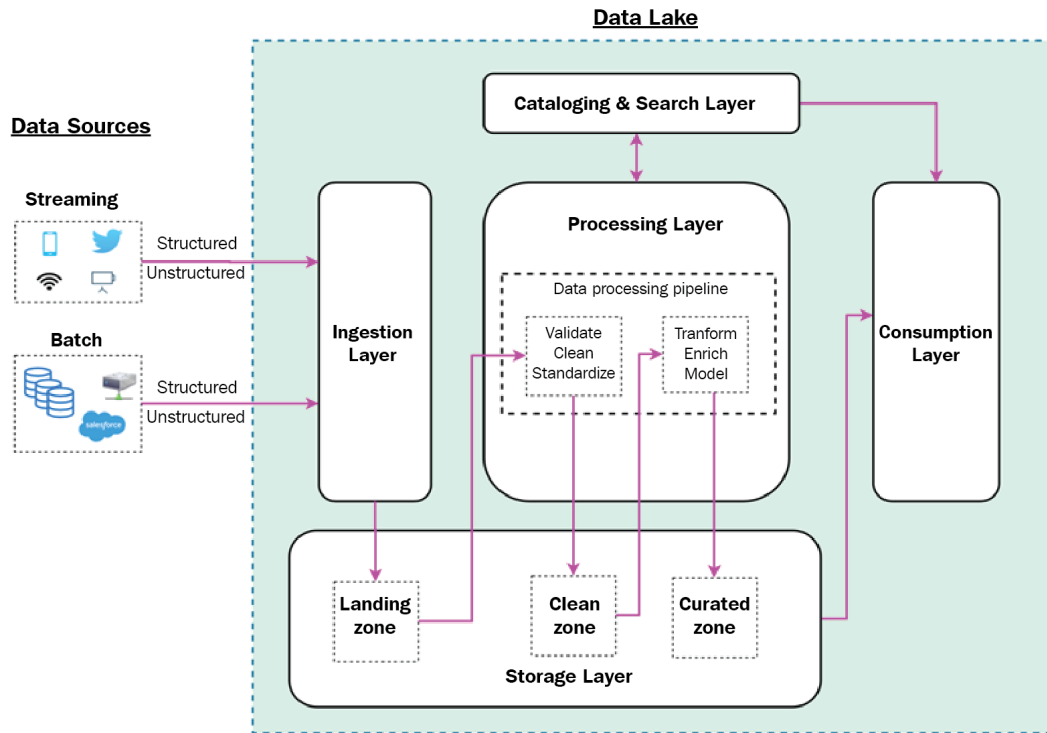 Data Lake
Data Sources
Cataloging & Search Layer
Streaming
Structured
Unstructured
Batch
salesforce
Structured
Unstructured
Ingestion
Layer
Processing Layer
Data processing pipeline
Validate
Clean
Standardize
Tranform
Enrich
Model
Consumption
Layer
Landing
zone
Clean
zone
Curated
zone
Storage Layer